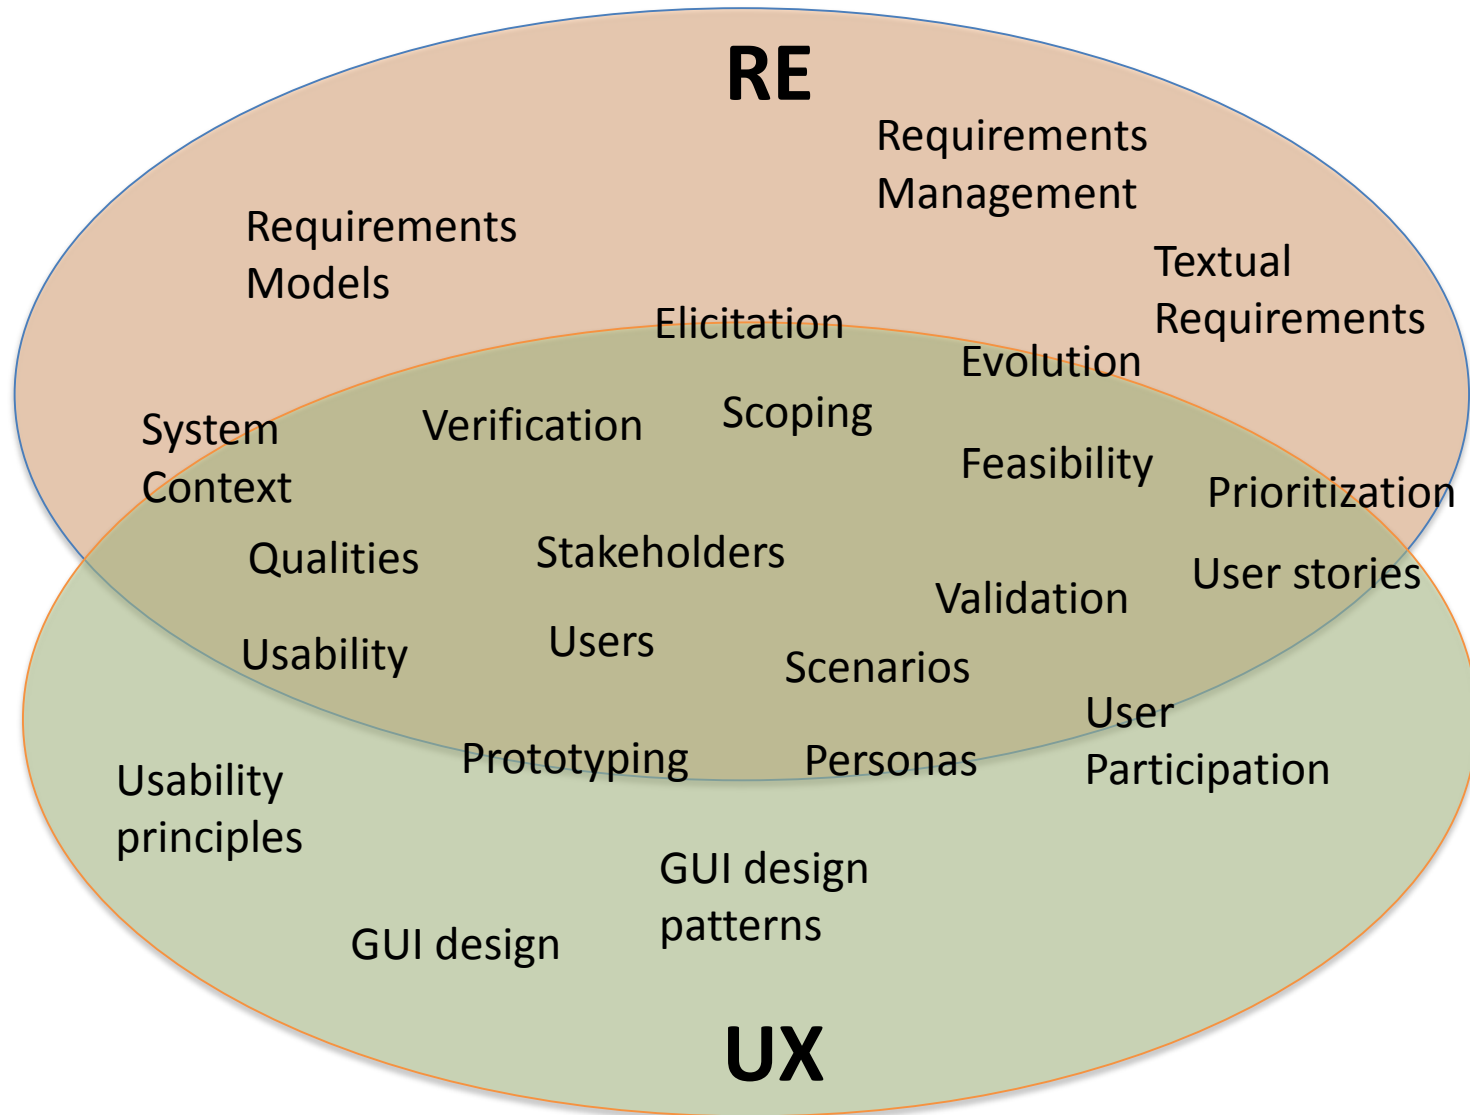 RE
Requirements
Management
Requirements
Models
Textual
Requirements
Elicitation
Evolution
System
Context
Verification
Scoping
Feasibility
Prioritization
Qualities
Stakeholders
Validation
User stories
Usability
Users
Scenarios
User
Participation
Prototyping
Personas
Usability
principles
GUI design
patterns
GUI design
UX